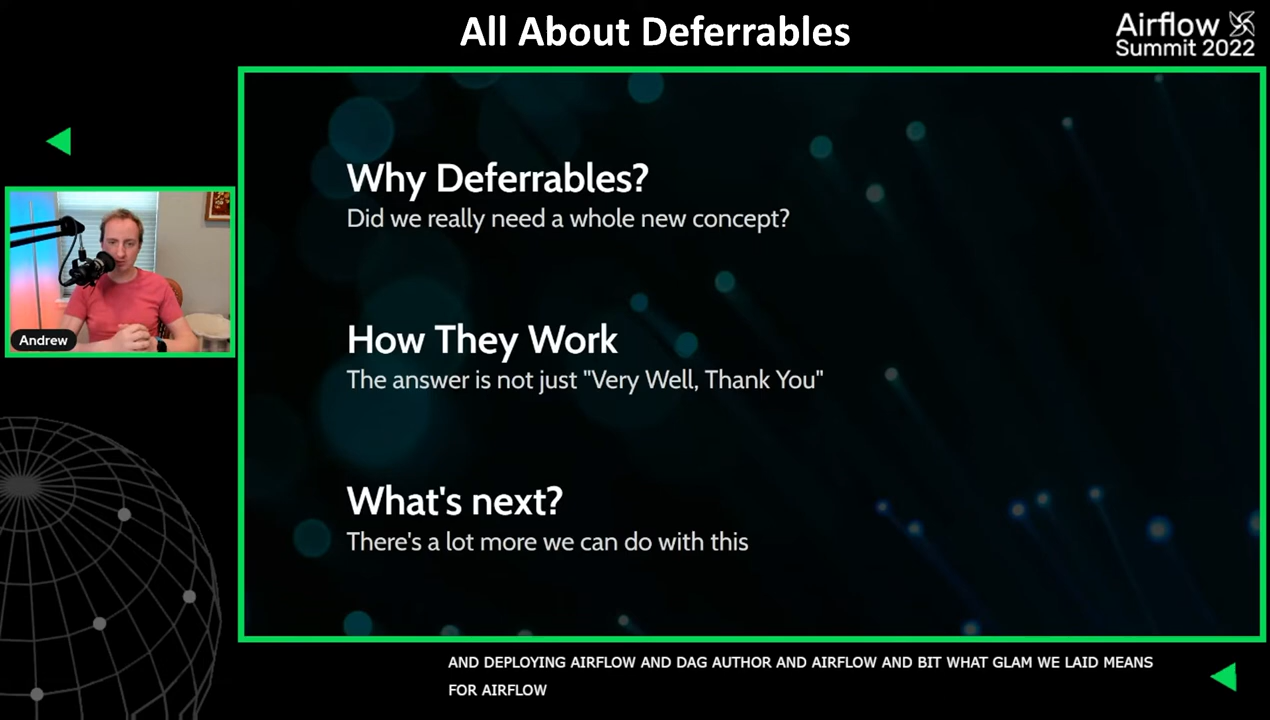 All About Deferrables
Airflow
Summit 2022
Why Deferrables?
Did we really need a whole new concept?
How They Work
The answer is not just "Very Well, Thank You"
What's next?
There's a lot more we can do with this
Andrew
AND DEPLOYING AIRFLOW AND DAG AUTHOR AND AIRFLOW AND BIT WHAT GLAM WE LAID MEANS
FOR AIRFLOW